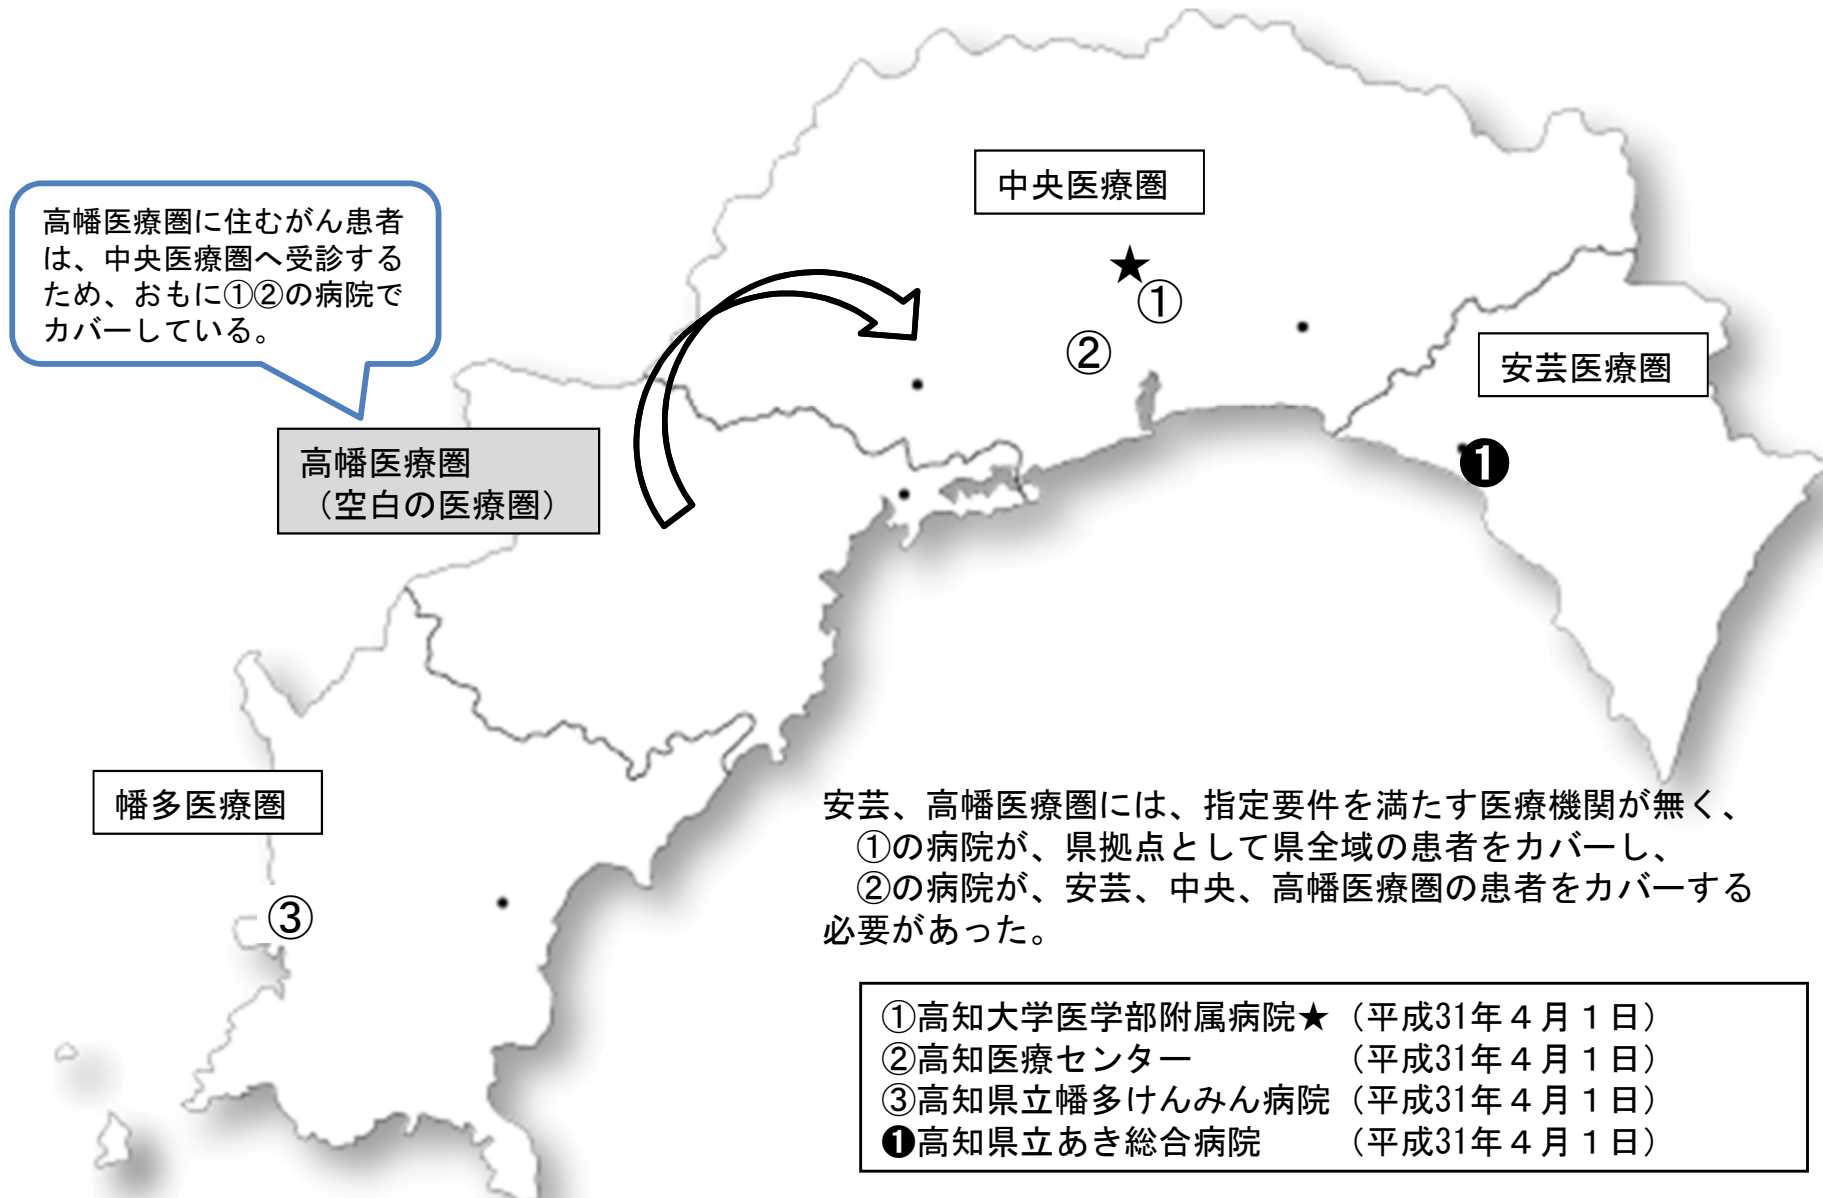 中央医療圏
高幡医療圏に住むがん患者
は、中央医療圏へ受診する
ため、おもに①②の病院で
カバーしている。
★
①
②
安芸医療圏
❶
高幡医療圏
（空白の医療圏）
幡多医療圏
③
安芸、高幡医療圏には、指定要件を満たす医療機関が無く、
①の病院が、県拠点として県全域の患者をカバーし、
②の病院が、安芸、中央、高幡医療圏の患者をカバーする
必要があった。
①高知大学医学部附属病院★（平成31年４月１日）
②高知医療センター　　　　（平成31年４月１日）
③高知県立幡多けんみん病院（平成31年４月１日）
❶高知県立あき総合病院　　（平成31年４月１日）